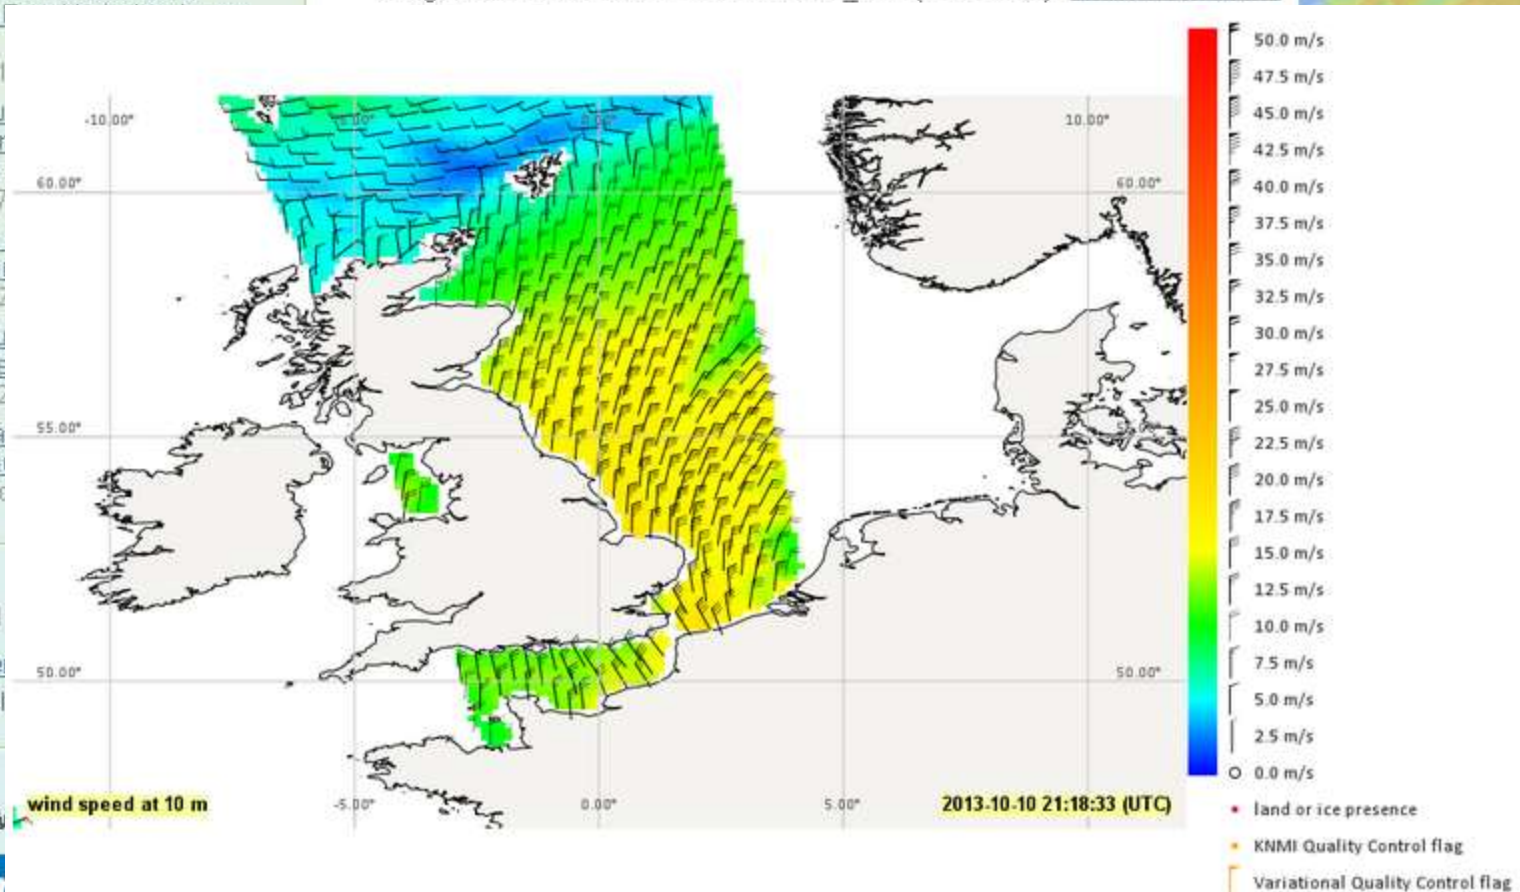 50.0 m/s
47.5 m/s
45.0 m/s
-10.00°
10.00°
42.5 m/s
60.00°
60.00°
40.0 m/s
37.5 m/s
35.0 m/s
32.5 m/s
30.0 m/s
27.5 m/s
25.0 m/s
55.00°
22.5 m/s
20.0 m/s
17.5 m/s
15.0 m/s
12.5 m/s
10.0 m/s
50.00°
50.00°
7.5 m/s
5.0 m/s
2.5 m/s
0.0 m/s
wind speed at 10 m
-5.00°
0.00°
5.00°
2013-10-10 21:18:33 (UTC)
land or ice presence
KNMI Quality Control flag
Variational Quality Control flag